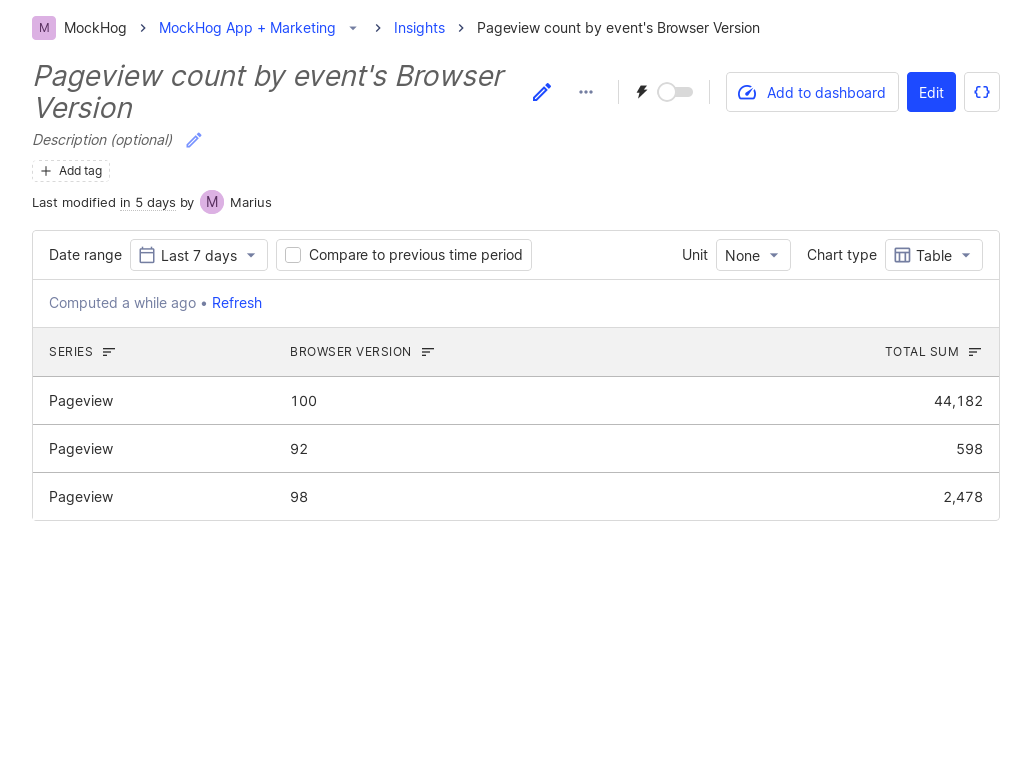 M MockHog MockHog App + Marketing Insights Pageview count by event's Browser Version
Pageview count by event's Browser
Version
Add to dashboard Edit {}
Description (optional)
Add tag
Last modified in 5 days by M Marius
Date range Last 7 days Compare to previous time period Unit None Chart type Table
Computed a while ago • Refresh
SERIES BROWSER VERSION TOTAL SUM
Pageview 100 44,182
Pageview 92 598
Pageview 98 2,478